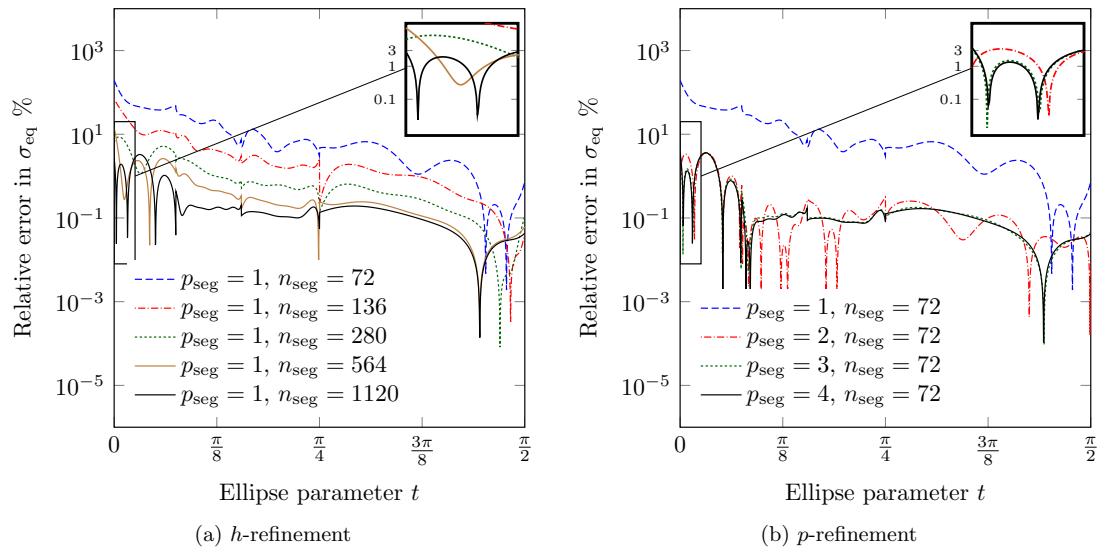 10^3
10^1
10^−1
10^−3
10^−5
Relative error in σ_eq %
3
1
0.1
p_seg = 1, n_seg = 72
p_seg = 1, n_seg = 136
p_seg = 1, n_seg = 280
p_seg = 1, n_seg = 564
p_seg = 1, n_seg = 1120
0 π/8 π/4 3π/8 π/2
Ellipse parameter t
(a) h-refinement
10^3
10^1
10^−1
10^−3
10^−5
Relative error in σ_eq %
3
1
0.1
p_seg = 1, n_seg = 72
p_seg = 2, n_seg = 72
p_seg = 3, n_seg = 72
p_seg = 4, n_seg = 72
0 π/8 π/4 3π/8 π/2
Ellipse parameter t
(b) p-refinement